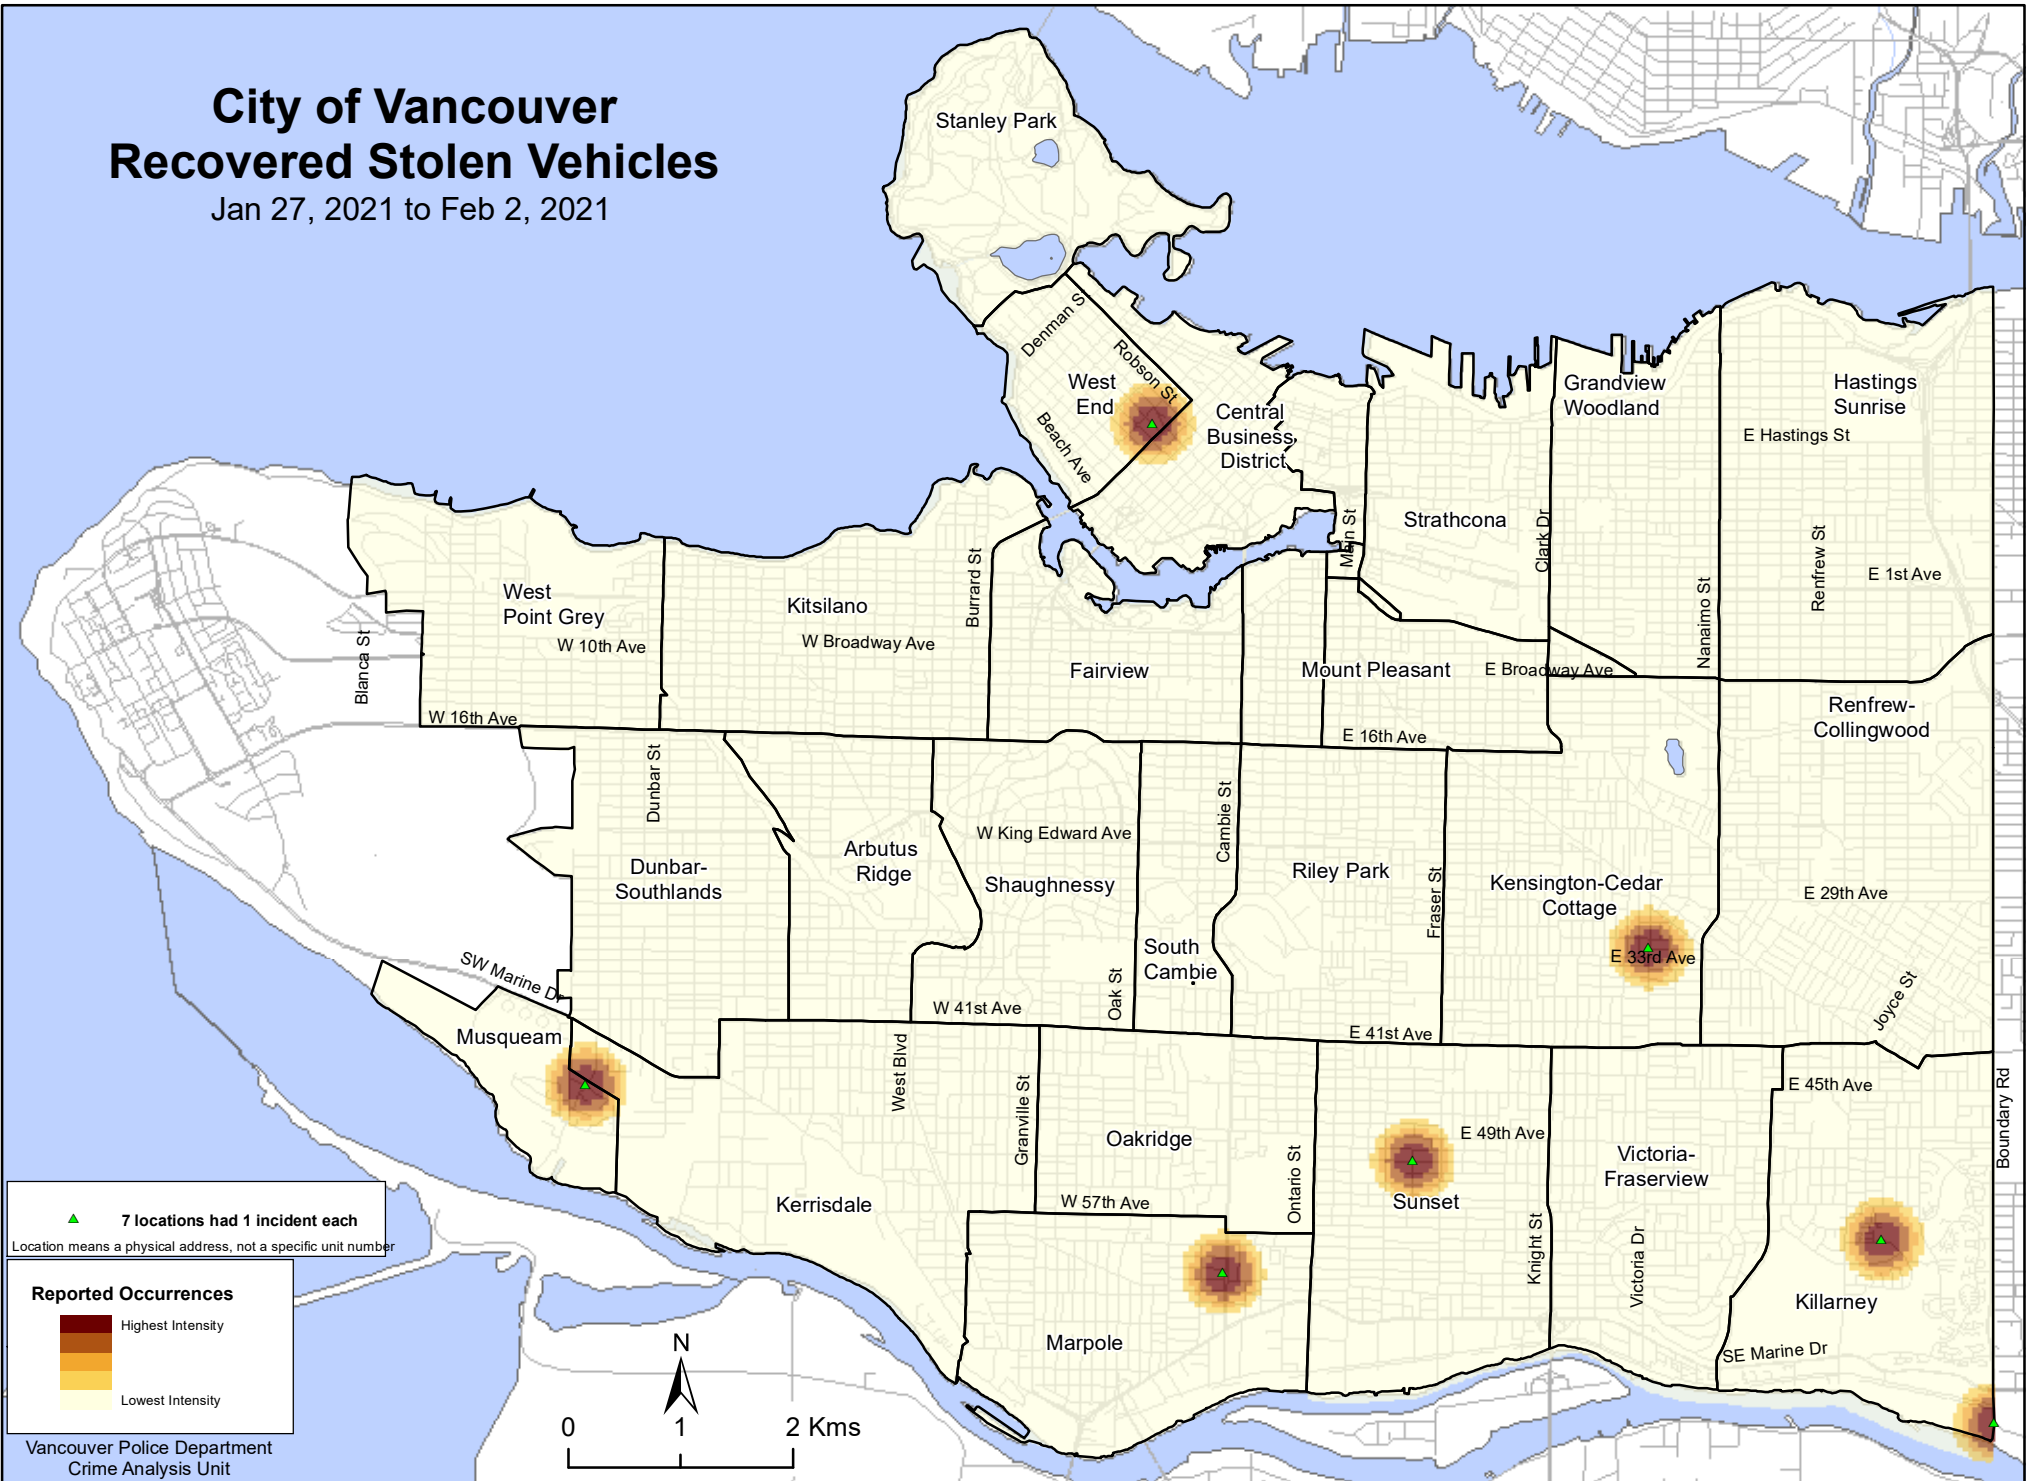 City of Vancouver
Recovered Stolen Vehicles
Jan 27, 2021 to Feb 2, 2021
Stanley Park
Denman S
Robson St
West
End
Beach Ave
Central
Business
District
Grandview
Woodland
Hastings
Sunrise
E Hastings St
Strathcona
Main St
Clark Dr
Nanaimo St
Renfrew St
E 1st Ave
West
Point Grey
W 10th Ave
Blanca St
W 16th Ave
Kitsilano
W Broadway Ave
Burrard St
Fairview
Mount Pleasant
E Broadway Ave
E 16th Ave
Renfrew-
Collingwood
Dunbar St
Dunbar-
Southlands
Arbutus
Ridge
W King Edward Ave
Shaughnessy
Cambie St
South
Cambie
Oak St
Riley Park
Fraser St
Kensington-Cedar
Cottage
E 33rd Ave
E 29th Ave
Joyce St
SW Marine Dr
Musqueam
W 41st Ave
E 41st Ave
West Blvd
Granville St
Oakridge
W 57th Ave
Ontario St
E 49th Ave
Sunset
Knight St
Victoria-
Fraserview
Victoria Dr
E 45th Ave
Boundary Rd
Killarney
SE Marine Dr
Kerrisdale
Marpole
7 locations had 1 incident each
Location means a physical address, not a specific unit number
Reported Occurrences
Highest Intensity
Lowest Intensity
Vancouver Police Department
Crime Analysis Unit
N
0 1 2 Kms